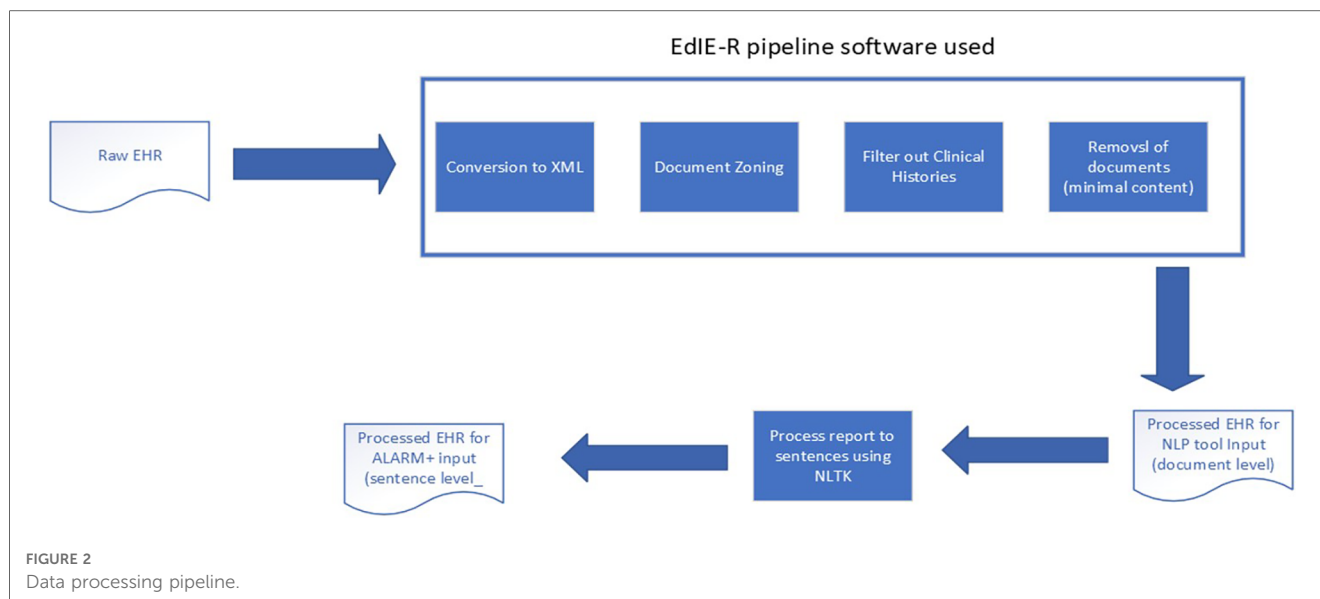 EdIE-R pipeline software used
Raw EHR
Conversion to XML
Document Zoning
Filter out Clinical
Histories
Removsl of
documents
(minimal content)
Processed EHR for
NLP tool Input
(document level)
Process report to
sentences using
NLTK
Processed EHR for
ALARM+ input
(sentence level_
FIGURE 2
Data processing pipeline.